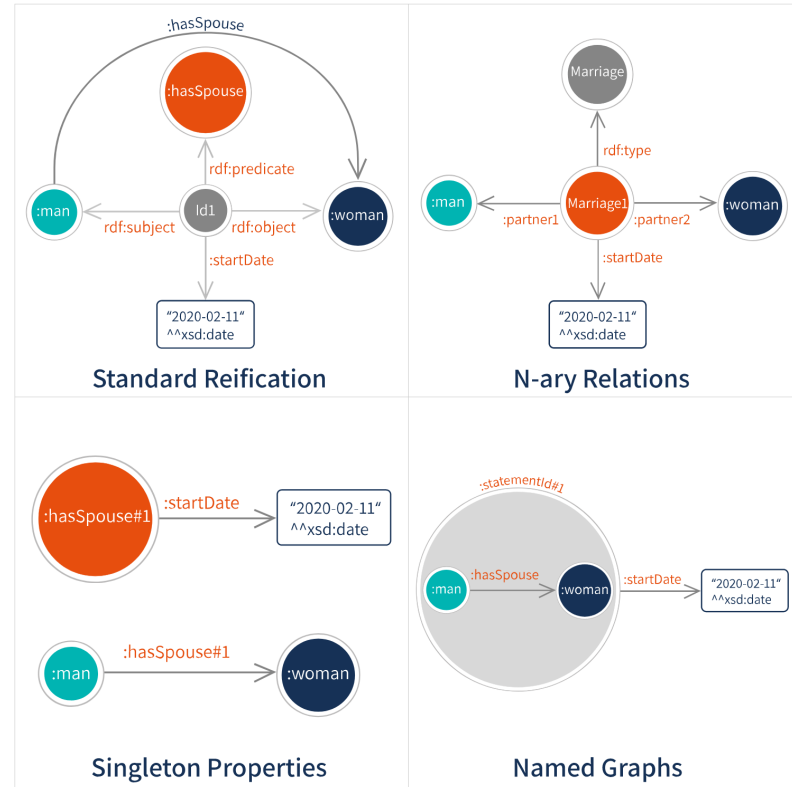 :hasSpouse
:hasSpouse
rdf:predicate
:man
Id1
:woman
rdf:subject
rdf:object
:startDate
“2020-02-11“
^^xsd:date
Standard Reification
Marriage
rdf:type
:man
Marriage1
:woman
:partner1
:partner2
:startDate
“2020-02-11“
^^xsd:date
N-ary Relations
:hasSpouse#1
:startDate
“2020-02-11“
^^xsd:date
:hasSpouse#1
:man
:woman
Singleton Properties
:statementId#1
:hasSpouse
:man
:woman
:startDate
“2020-02-11“
^^xsd:date
Named Graphs